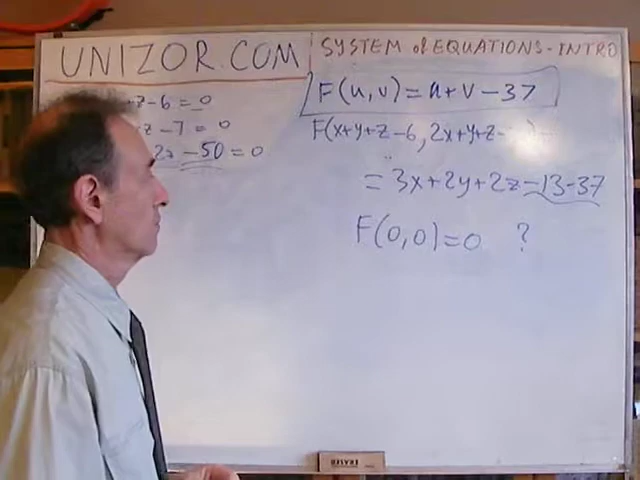 UNIZOR.COM
SYSTEM of EQUATIONS - INTRO
+z-6=0
z-7=0
2z-50=0
F(u,v)=u+v-37
F(x+y+z-6, 2x+y+z-
=3x+2y+2z-13-37
F(0,0)=0 ?